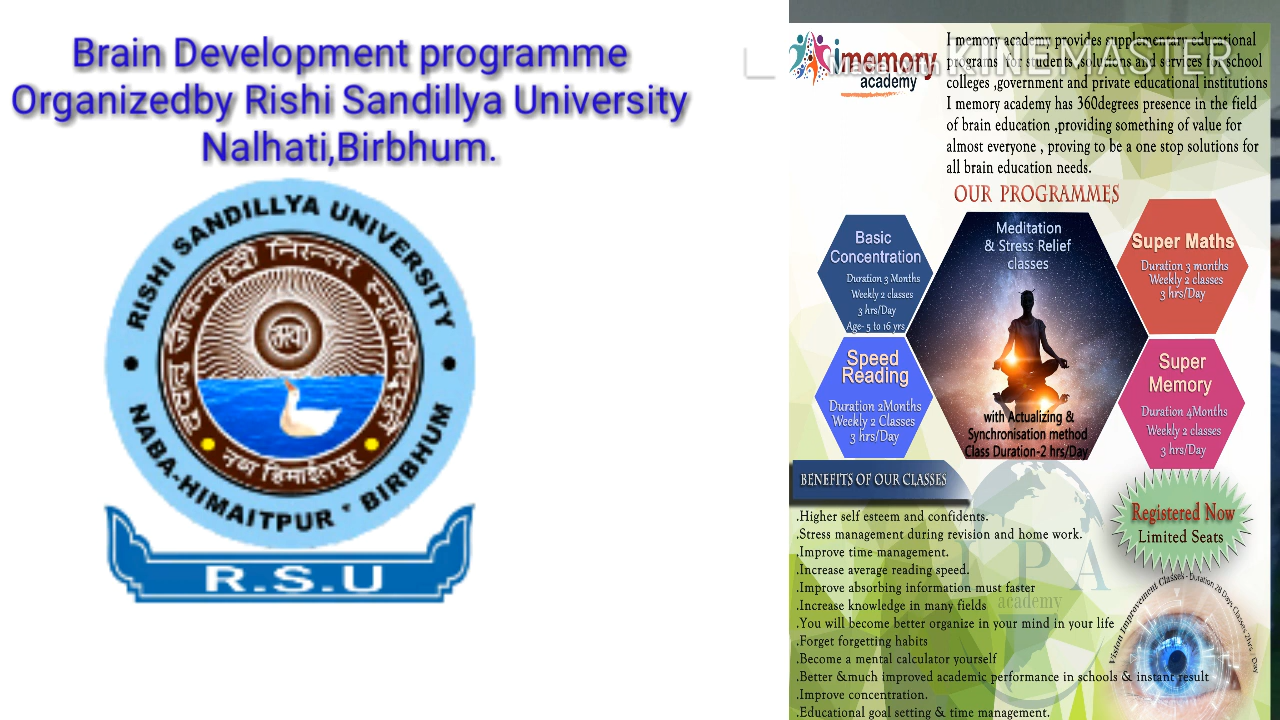 Brain Development programme
Organizedby Rishi Sandillya University
Nalhati,Birbhum.
RISHI SANDILLYA UNIVERSITY
NABA-HIMAITPUR * BIRBHUM
R.S.U
KINEMASTER
imemory
academy
I memory academy provides supplementary educational
programs for students ,solutions and services for school
colleges ,government and private educational institutions
I memory academy has 360degrees presence in the field
of brain education ,providing something of value for
almost everyone , proving to be a one stop solutions for
all brain education needs.
OUR PROGRAMMES
Basic
Concentration
Duration 3 Months
Weekly 2 classes
3 hrs/Day
Age- 5 to 16 yrs
Meditation
& Stress Relief
classes
with Actualizing &
Synchronisation method
Class Duration-2 hrs/Day
Super Maths
Duration 3 months
Weekly 2 classes
3 hrs/Day
Speed
Reading
Duration 2Months
Weekly 2 Classes
3 hrs/Day
Super
Memory
Duration 4Months
Weekly 2 classes
3 hrs/Day
BENEFITS OF OUR CLASSES
Registered Now
Limited Seats
.Higher self esteem and confidents.
.Stress management during revision and home work.
.Improve time management.
.Increase average reading speed.
.Improve absorbing information must faster
.Increase knowledge in many fields
.You will become better organize in your mind in your life
.Forget forgetting habits
.Become a mental calculator yourself
.Better &much improved academic performance in schools & instant result
.Improve concentration.
.Educational goal setting & time management.
academy
Vision Improvement Classes